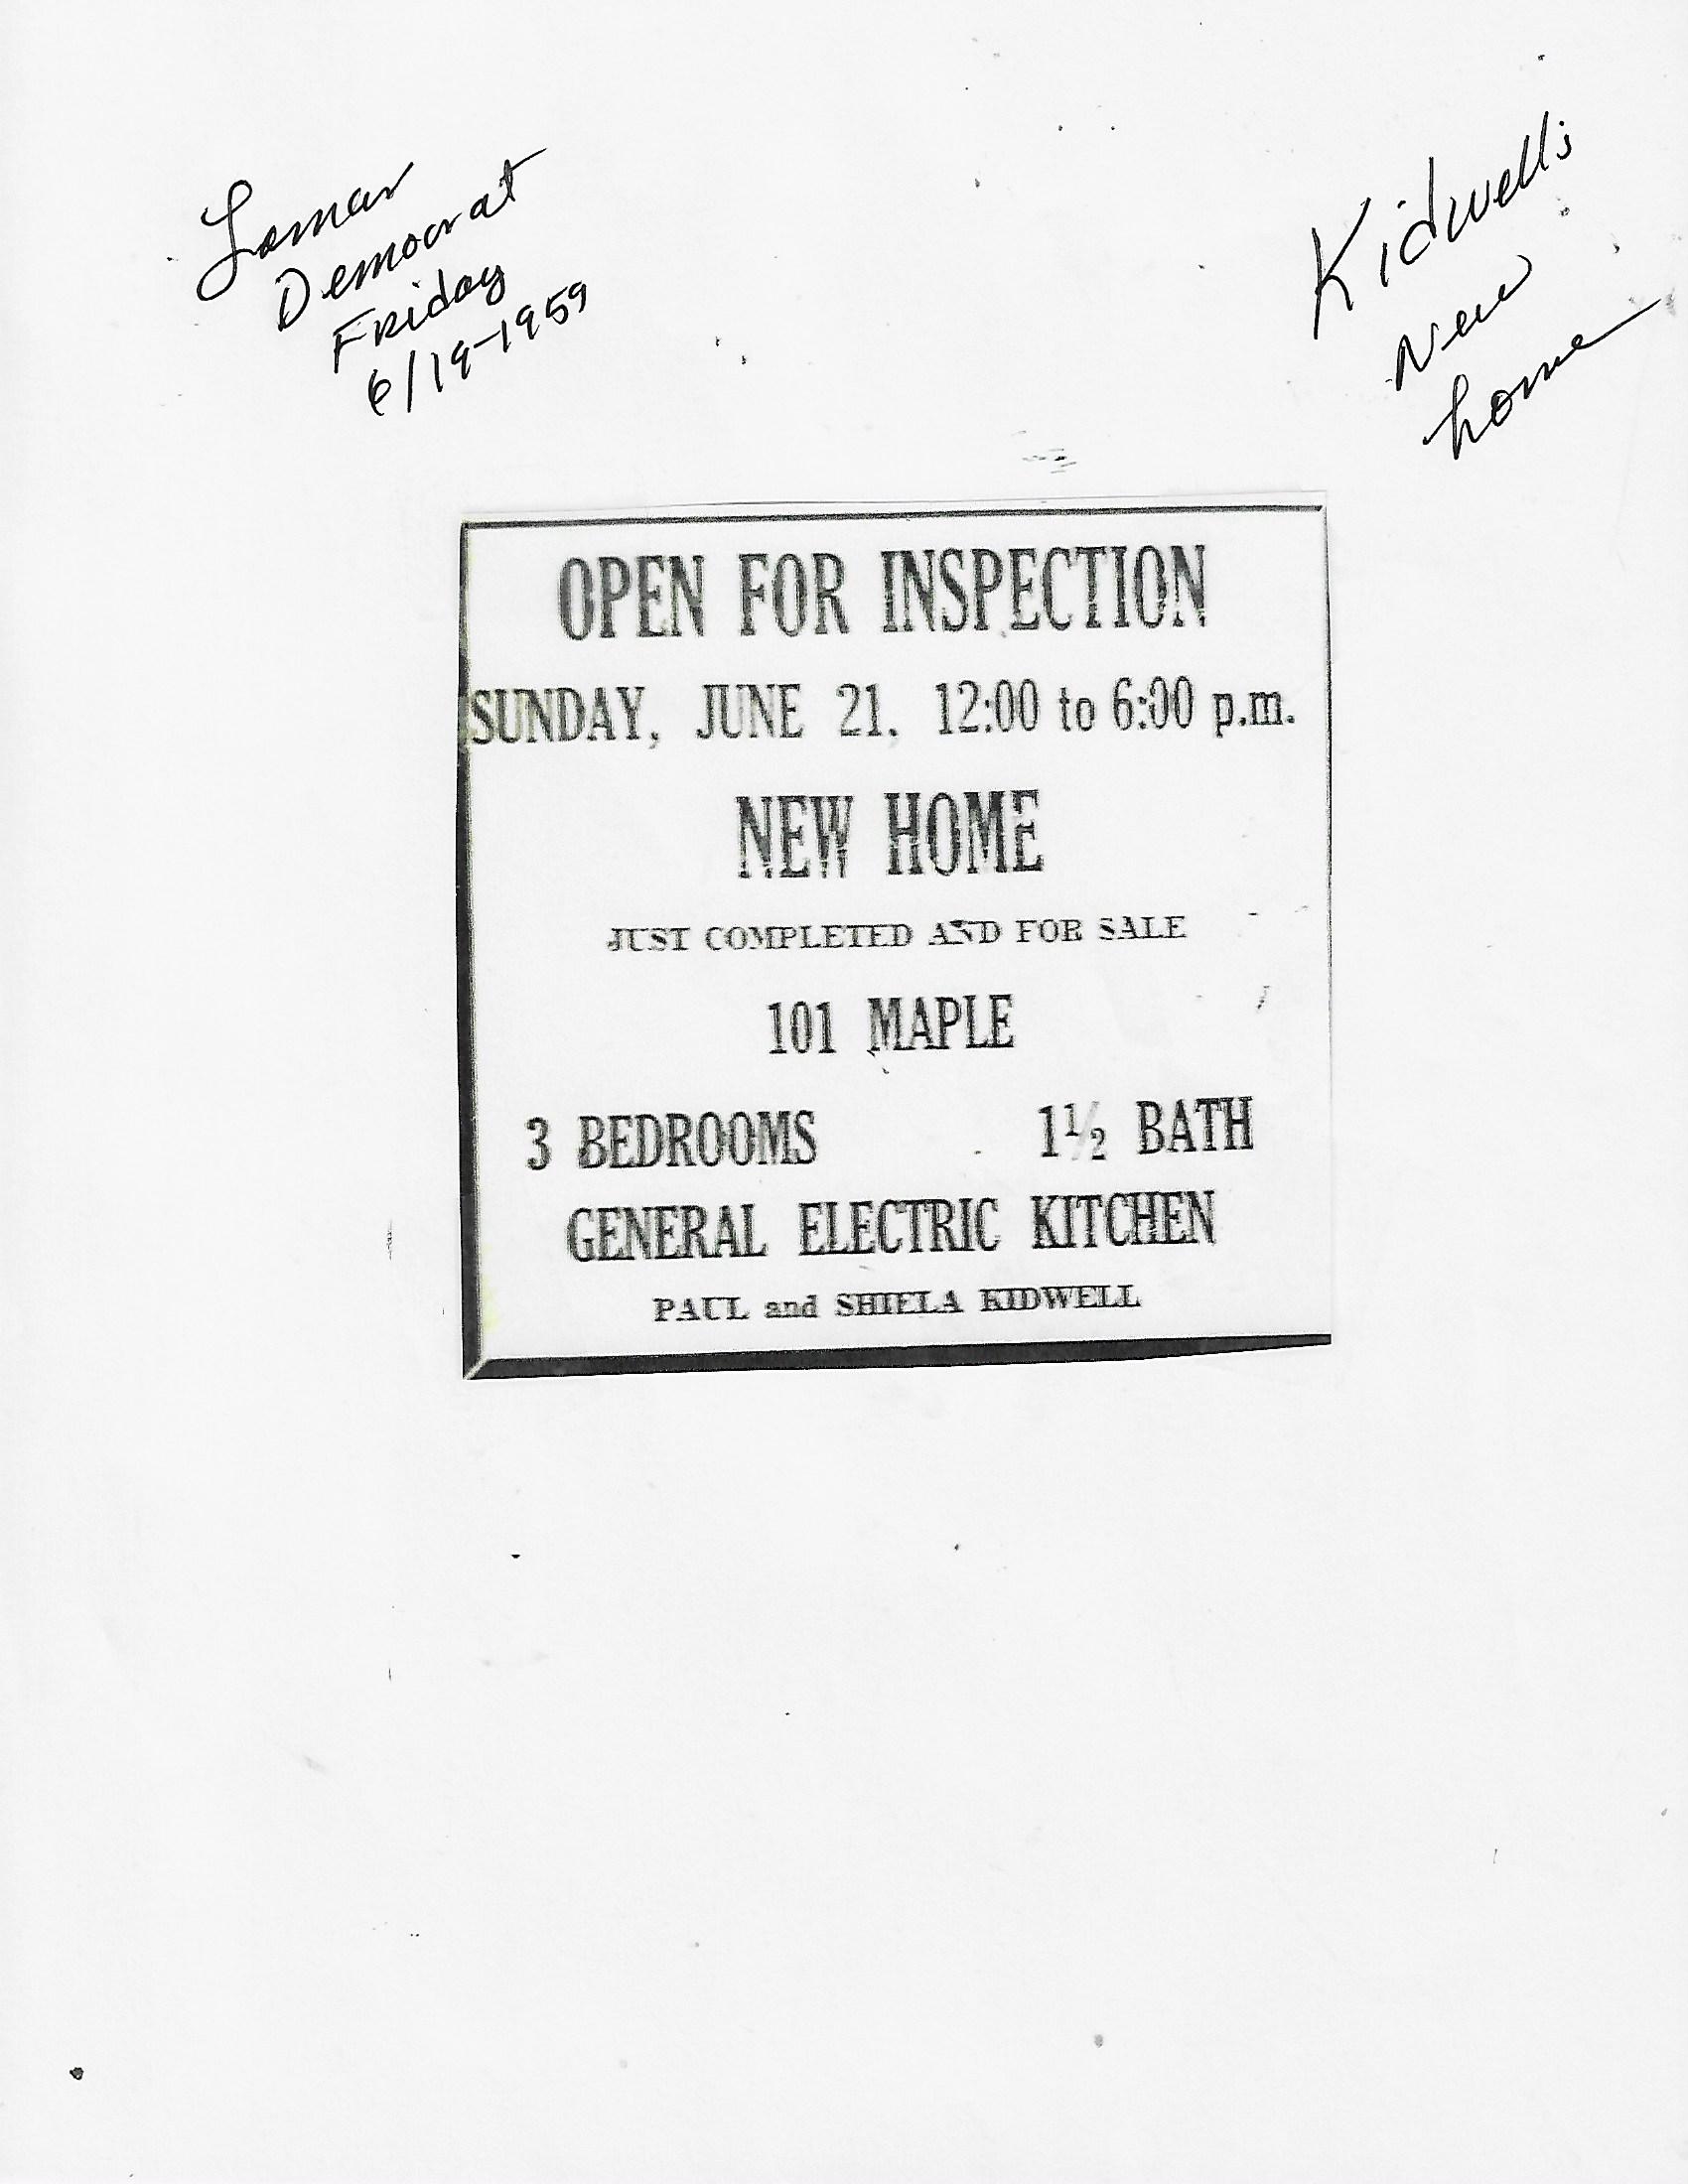 Lamar
Democrat
Friday
6/19-1959
Kidwell's
New
home
OPEN FOR INSPECTION
SUNDAY, JUNE 21, 12:00 to 6:00 p.m.
NEW HOME
JUST COMPLETED AND FOR SALE
101 MAPLE
3 BEDROOMS 1½ BATH
GENERAL ELECTRIC KITCHEN
PAUL and SHIELA KIDWELL